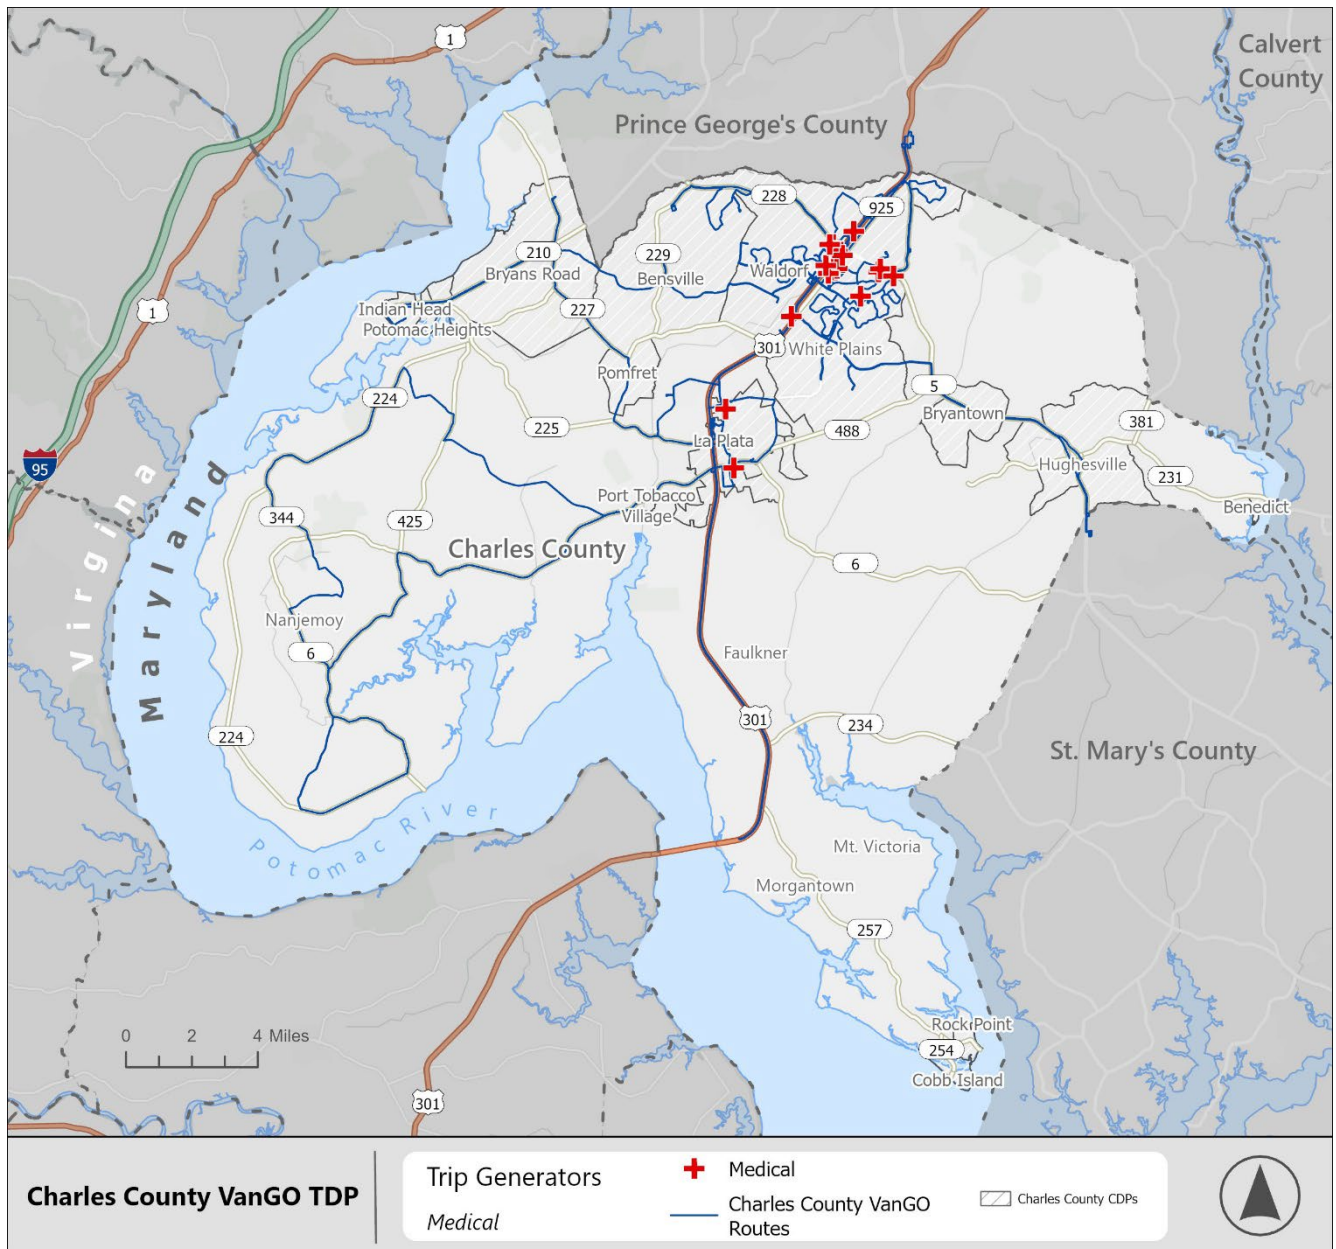 1
Calvert
County
Prince George's County
228
925
210
229
Bryans Road
Bensville
Waldorf
1
Indian Head
Potomac Heights
227
301
White Plains
Pomfret
5
224
Bryantown
381
225
La Plata
488
95
Hughesville
231
Port Tobacco
Village
Benedict
344
425
Charles County
Virginia
Maryland
6
Nanjemoy
6
Faulkner
301
234
224
St. Mary's County
Potomac River
Mt. Victoria
Morgantown
257
0 2 4 Miles
Rock Point
254
Cobb Island
301
Charles County VanGO TDP
Trip Generators
Medical
Medical
Charles County VanGO
Routes
Charles County CDPs